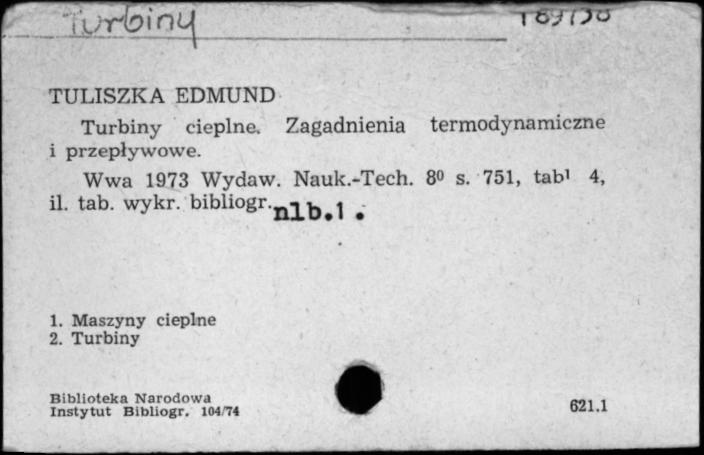 Turbiny
TULISZKA EDMUND
Turbiny cieplne. Zagadnienia termodynamiczne
i przepływowe.
Wwa 1973 Wydaw. Nauk.-Tech. 8⁰ s. 751, tab¹ 4,
il. tab. wykr. bibliogr. nlb.1.
1. Maszyny cieplne
2. Turbiny
Biblioteka Narodowa
Instytut Bibliogr. 104/74
621.1